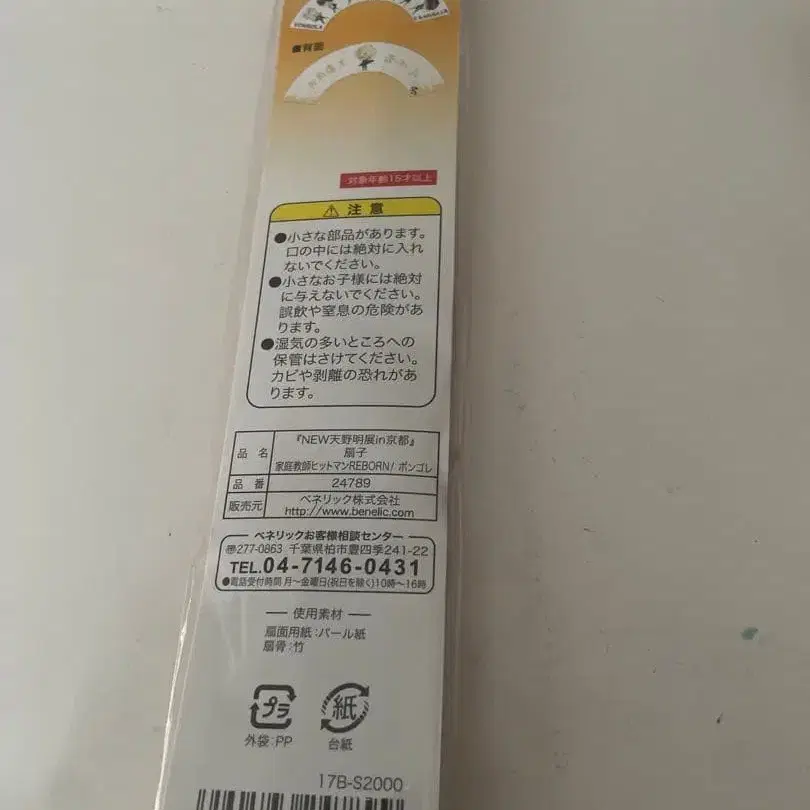 ■背面
対象年齢15才以上
注意
●小さな部品があります。
口の中には絶対に入れ
ないでください。
●小さなお子様には絶対
に与えないでください。
誤飲や窒息の危険があ
ります。
●湿気の多いところへの
保管はさけてください。
カビや剥離の恐れがあ
ります。
品名
『NEW天野明展in京都』
扇子
家庭教師ヒットマンREBORN! ボンゴレ
品番 24789
販売元
ベネリック株式会社
http://www.benelic.com
ベネリックお客様相談センター
〠277-0863 千葉県柏市豊四季241-22
TEL.04-7146-0431
●電話受付時間 月～金曜日(祝日を除く)10時～16時
使用素材
扇面用紙:パール紙
扇骨:竹
プラ 紙
外袋:PP 台紙
17B-S2000